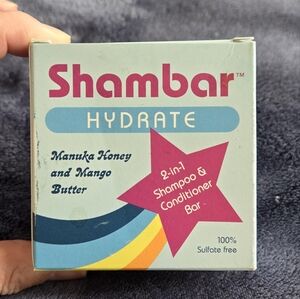 Shambar™
HYDRATE
Manuka Honey
and Mango
Butter
2-in-1
Shampoo &
Conditioner
Bar
100%
Sulfate free